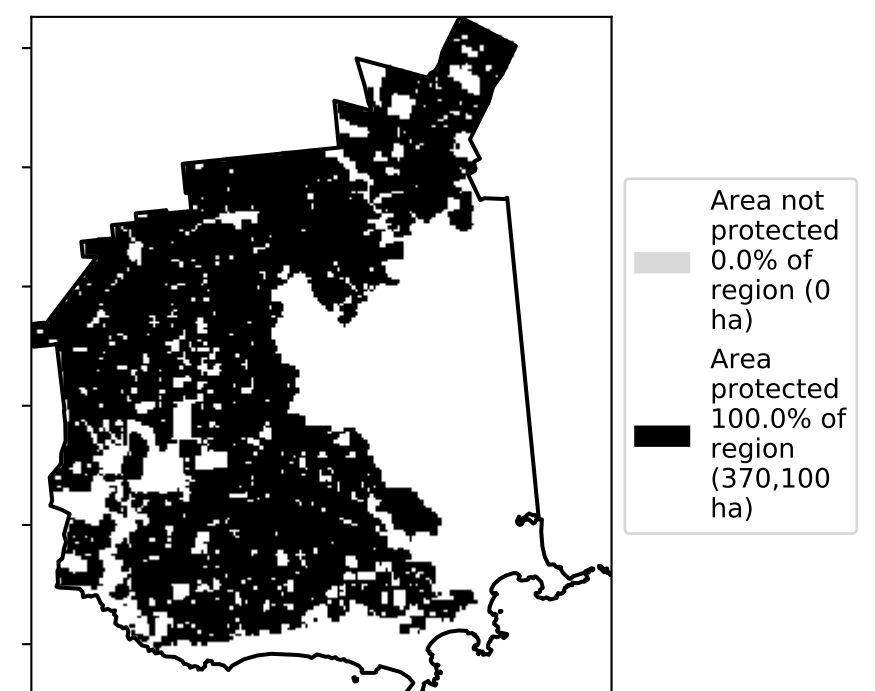 Area not
protected
0.0% of
region (0
ha)
Area
protected
100.0% of
region
(370,100
ha)